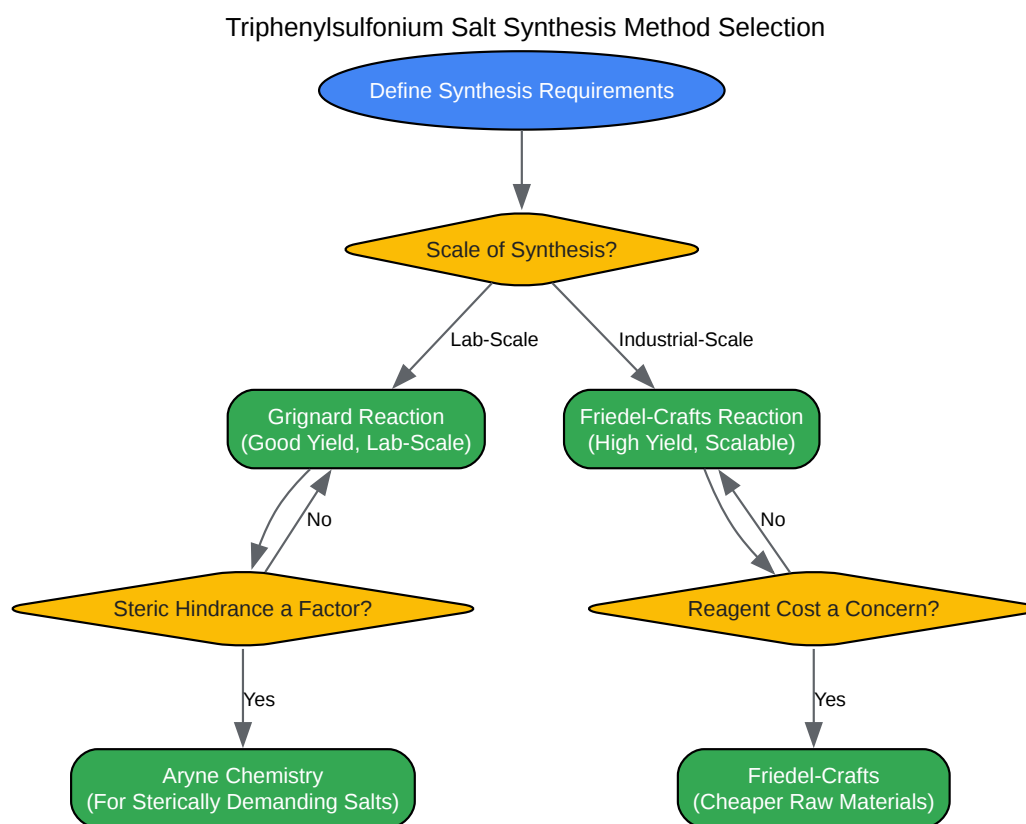 Triphenylsulfonium Salt Synthesis Method Selection
Define Synthesis Requirements
Scale of Synthesis?
Lab-Scale
Industrial-Scale
Grignard Reaction
(Good Yield, Lab-Scale)
Friedel-Crafts Reaction
(High Yield, Scalable)
No
No
Steric Hindrance a Factor?
Reagent Cost a Concern?
Yes
Yes
Aryne Chemistry
(For Sterically Demanding Salts)
Friedel-Crafts
(Cheaper Raw Materials)